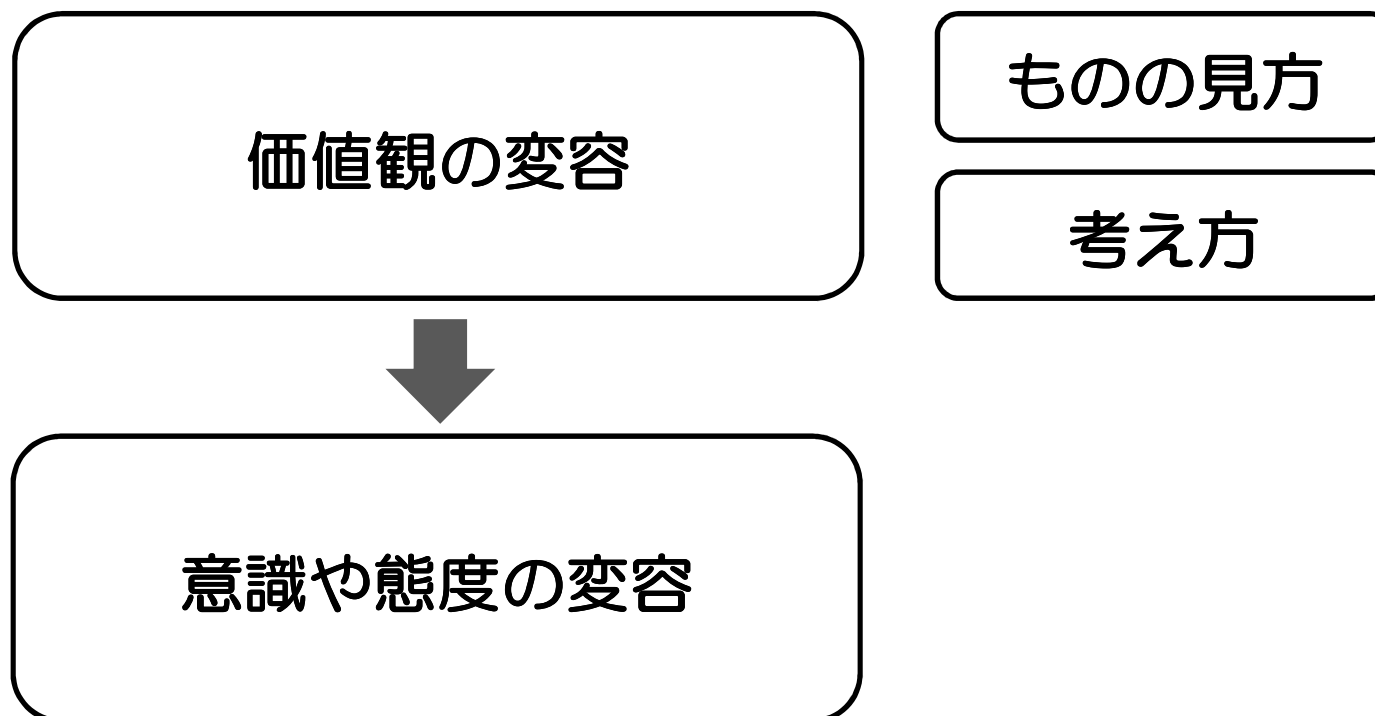 価値観の変容
ものの見方
考え方
意識や態度の変容